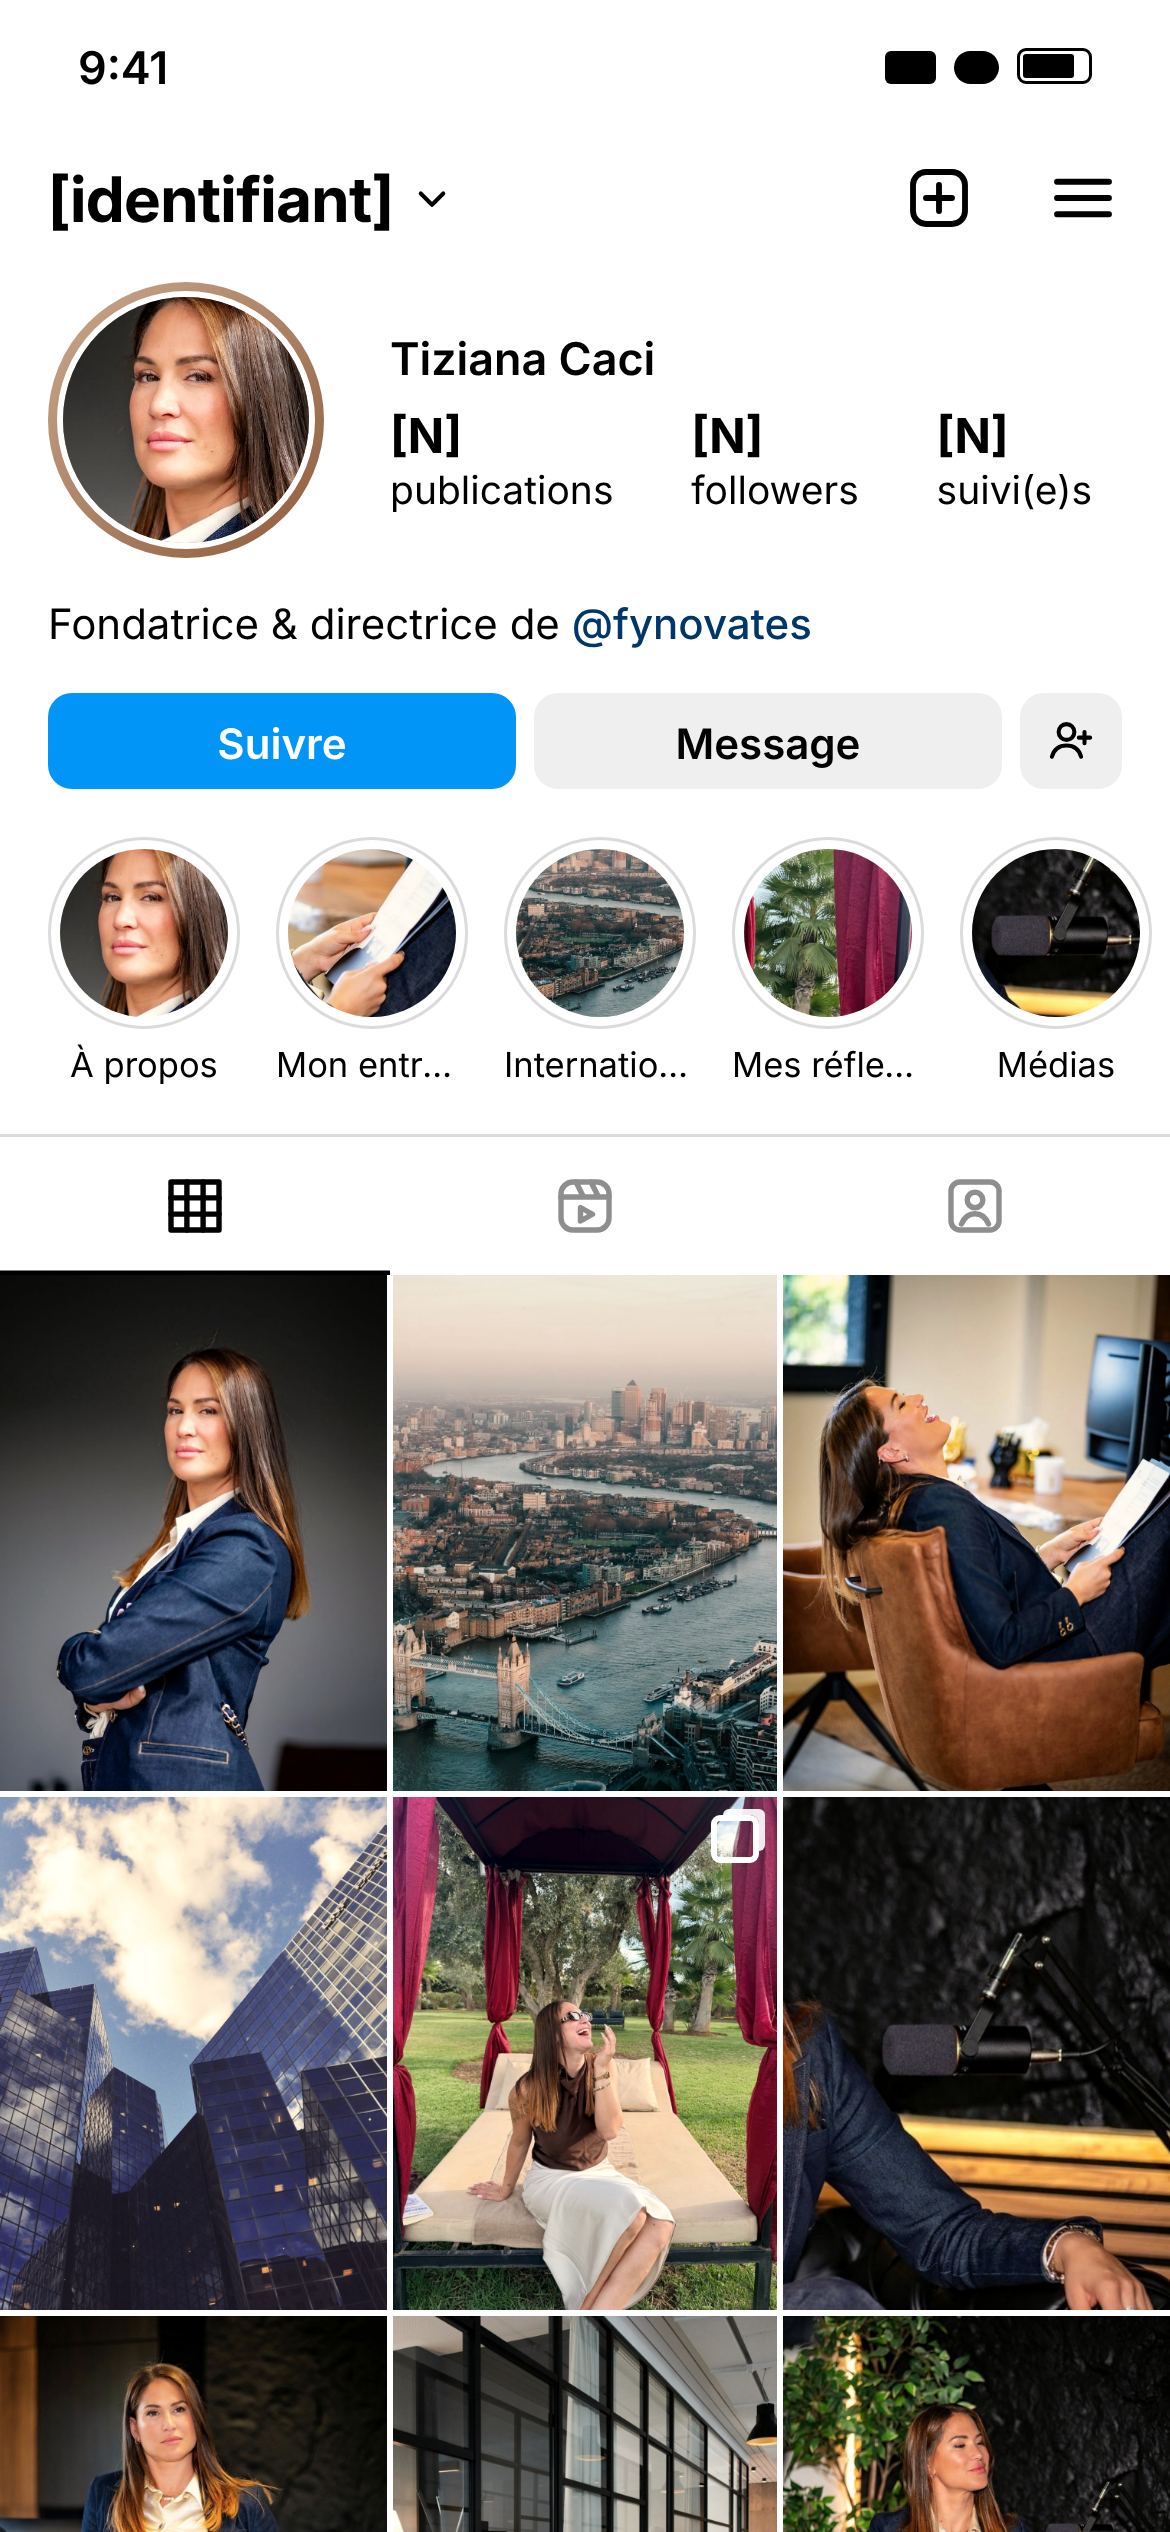 9:41
[identifiant]
Tiziana Caci
[N] [N] [N]
publications followers suivi(e)s
Fondatrice & directrice de @fynovates
Suivre Message
À propos Mon entr... Internatio... Mes réfle... Médias